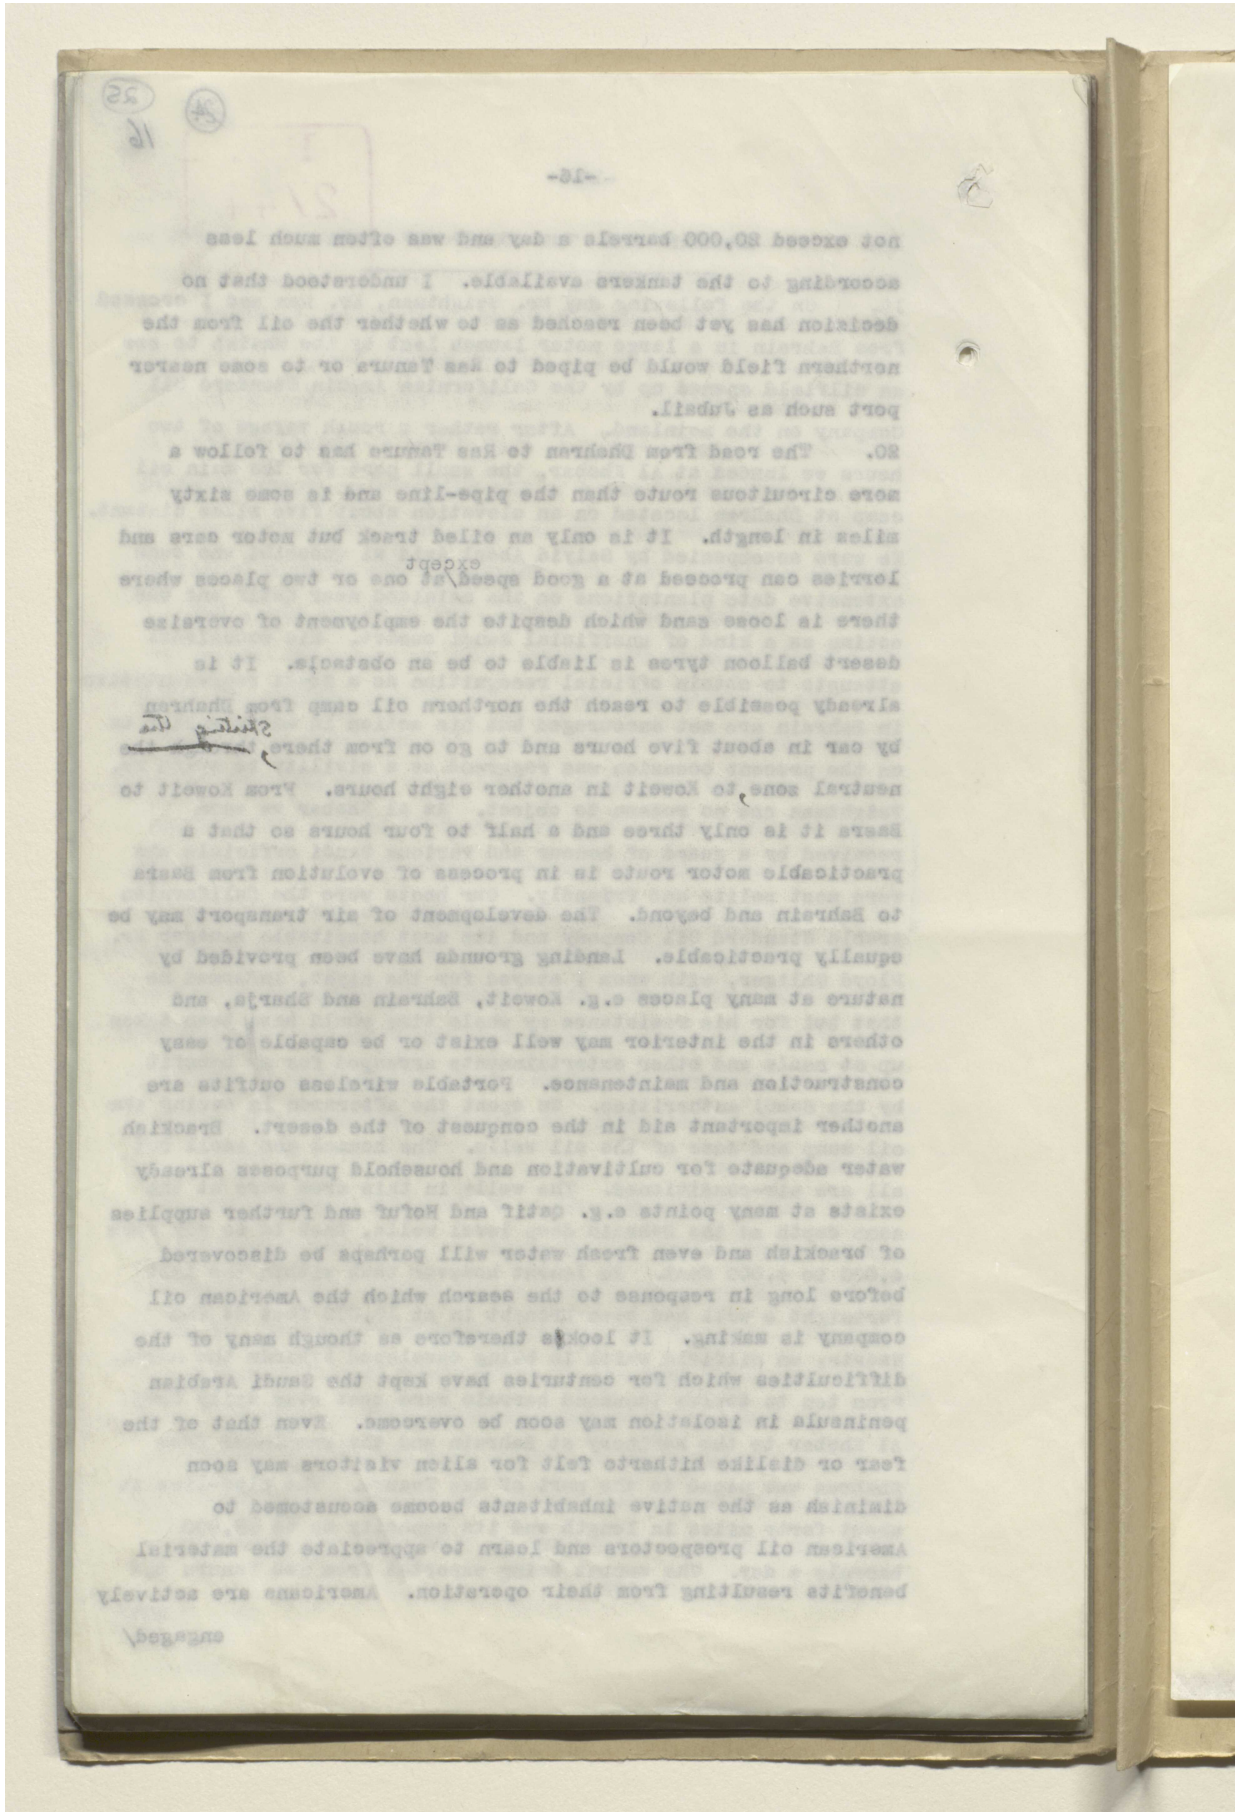 25
24
16
-16-
not exceed 20,000 barrels a day and was often much less
according to the tankers available. I understood that no
decision has yet been reached as to whether the oil from the
northern field would be piped to Ras Tanura or to some nearer
port such as Jubail.
20. The road from Dhahran to Ras Tanura has to follow a
more circuitous route than the pipe-line and is some sixty
miles in length. It is only an oiled track but motor cars and
except
lorries can proceed at a good speed/at one or two places where
there is loose sand which despite the employment of oversize
desert balloon tyres is liable to be an obstacle. It is
already possible to reach the northern oil camp from Dhahran
skirting the
by car in about five hours and to go on from there,
neutral zone, to Koweit in another eight hours. From Koweit to
Basra it is only three and a half to four hours so that a
practicable motor route is in process of evolution from Basra
to Bahrain and beyond. The development of air transport may be
equally practicable. Landing grounds have been provided by
nature at many places e.g. Koweit, Bahrain and Sharja, and
others in the interior may well exist or be capable of easy
construction and maintenance. Portable wireless outfits are
another important aid in the conquest of the desert. Brackish
water adequate for cultivation and household purposes already
exists at many points e.g. Qatif and Hofuf and further supplies
of brackish and even fresh water will perhaps be discovered
before long in response to the search which the American oil
company is making. It looks therefore as though many of the
difficulties which for centuries have kept the Saudi Arabian
peninsula in isolation may soon be overcome. Even that of the
fear or dislike hitherto felt for alien visitors may soon
diminish as the native inhabitants become accustomed to
American oil prospectors and learn to appreciate the material
benefits resulting from their operation. Americans are actively
engaged/